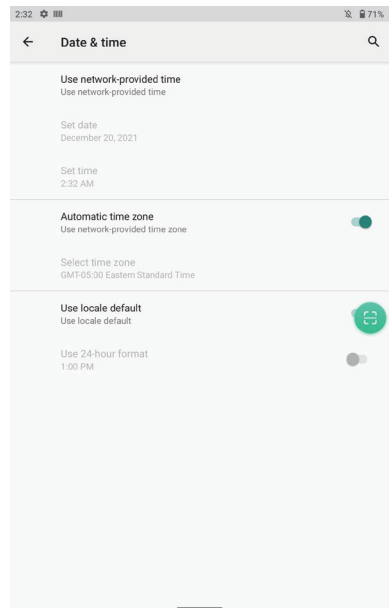 2:32
71%
Date & time
Use network-provided time
Use network-provided time
Set date
December 20, 2021
Set time
2:32 AM
Automatic time zone
Use network-provided time zone
Select time zone
GMT-05:00 Eastern Standard Time
Use locale default
Use locale default
Use 24-hour format
1:00 PM